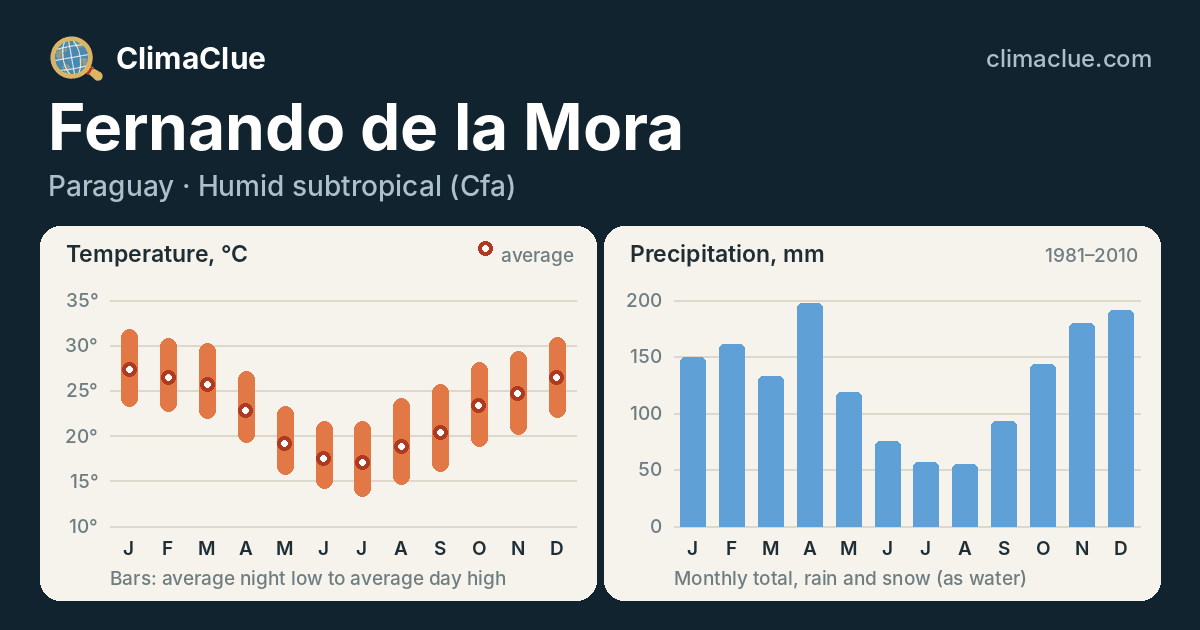 ClimaClue
climaclue.com
Fernando de la Mora
Paraguay · Humid subtropical (Cfa)
Temperature, °C
average
35°
30°
25°
20°
15°
10°
J F M A M J J A S O N D
Bars: average night low to average day high
Precipitation, mm
1981–2010
200
150
100
50
0
J F M A M J J A S O N D
Monthly total, rain and snow (as water)